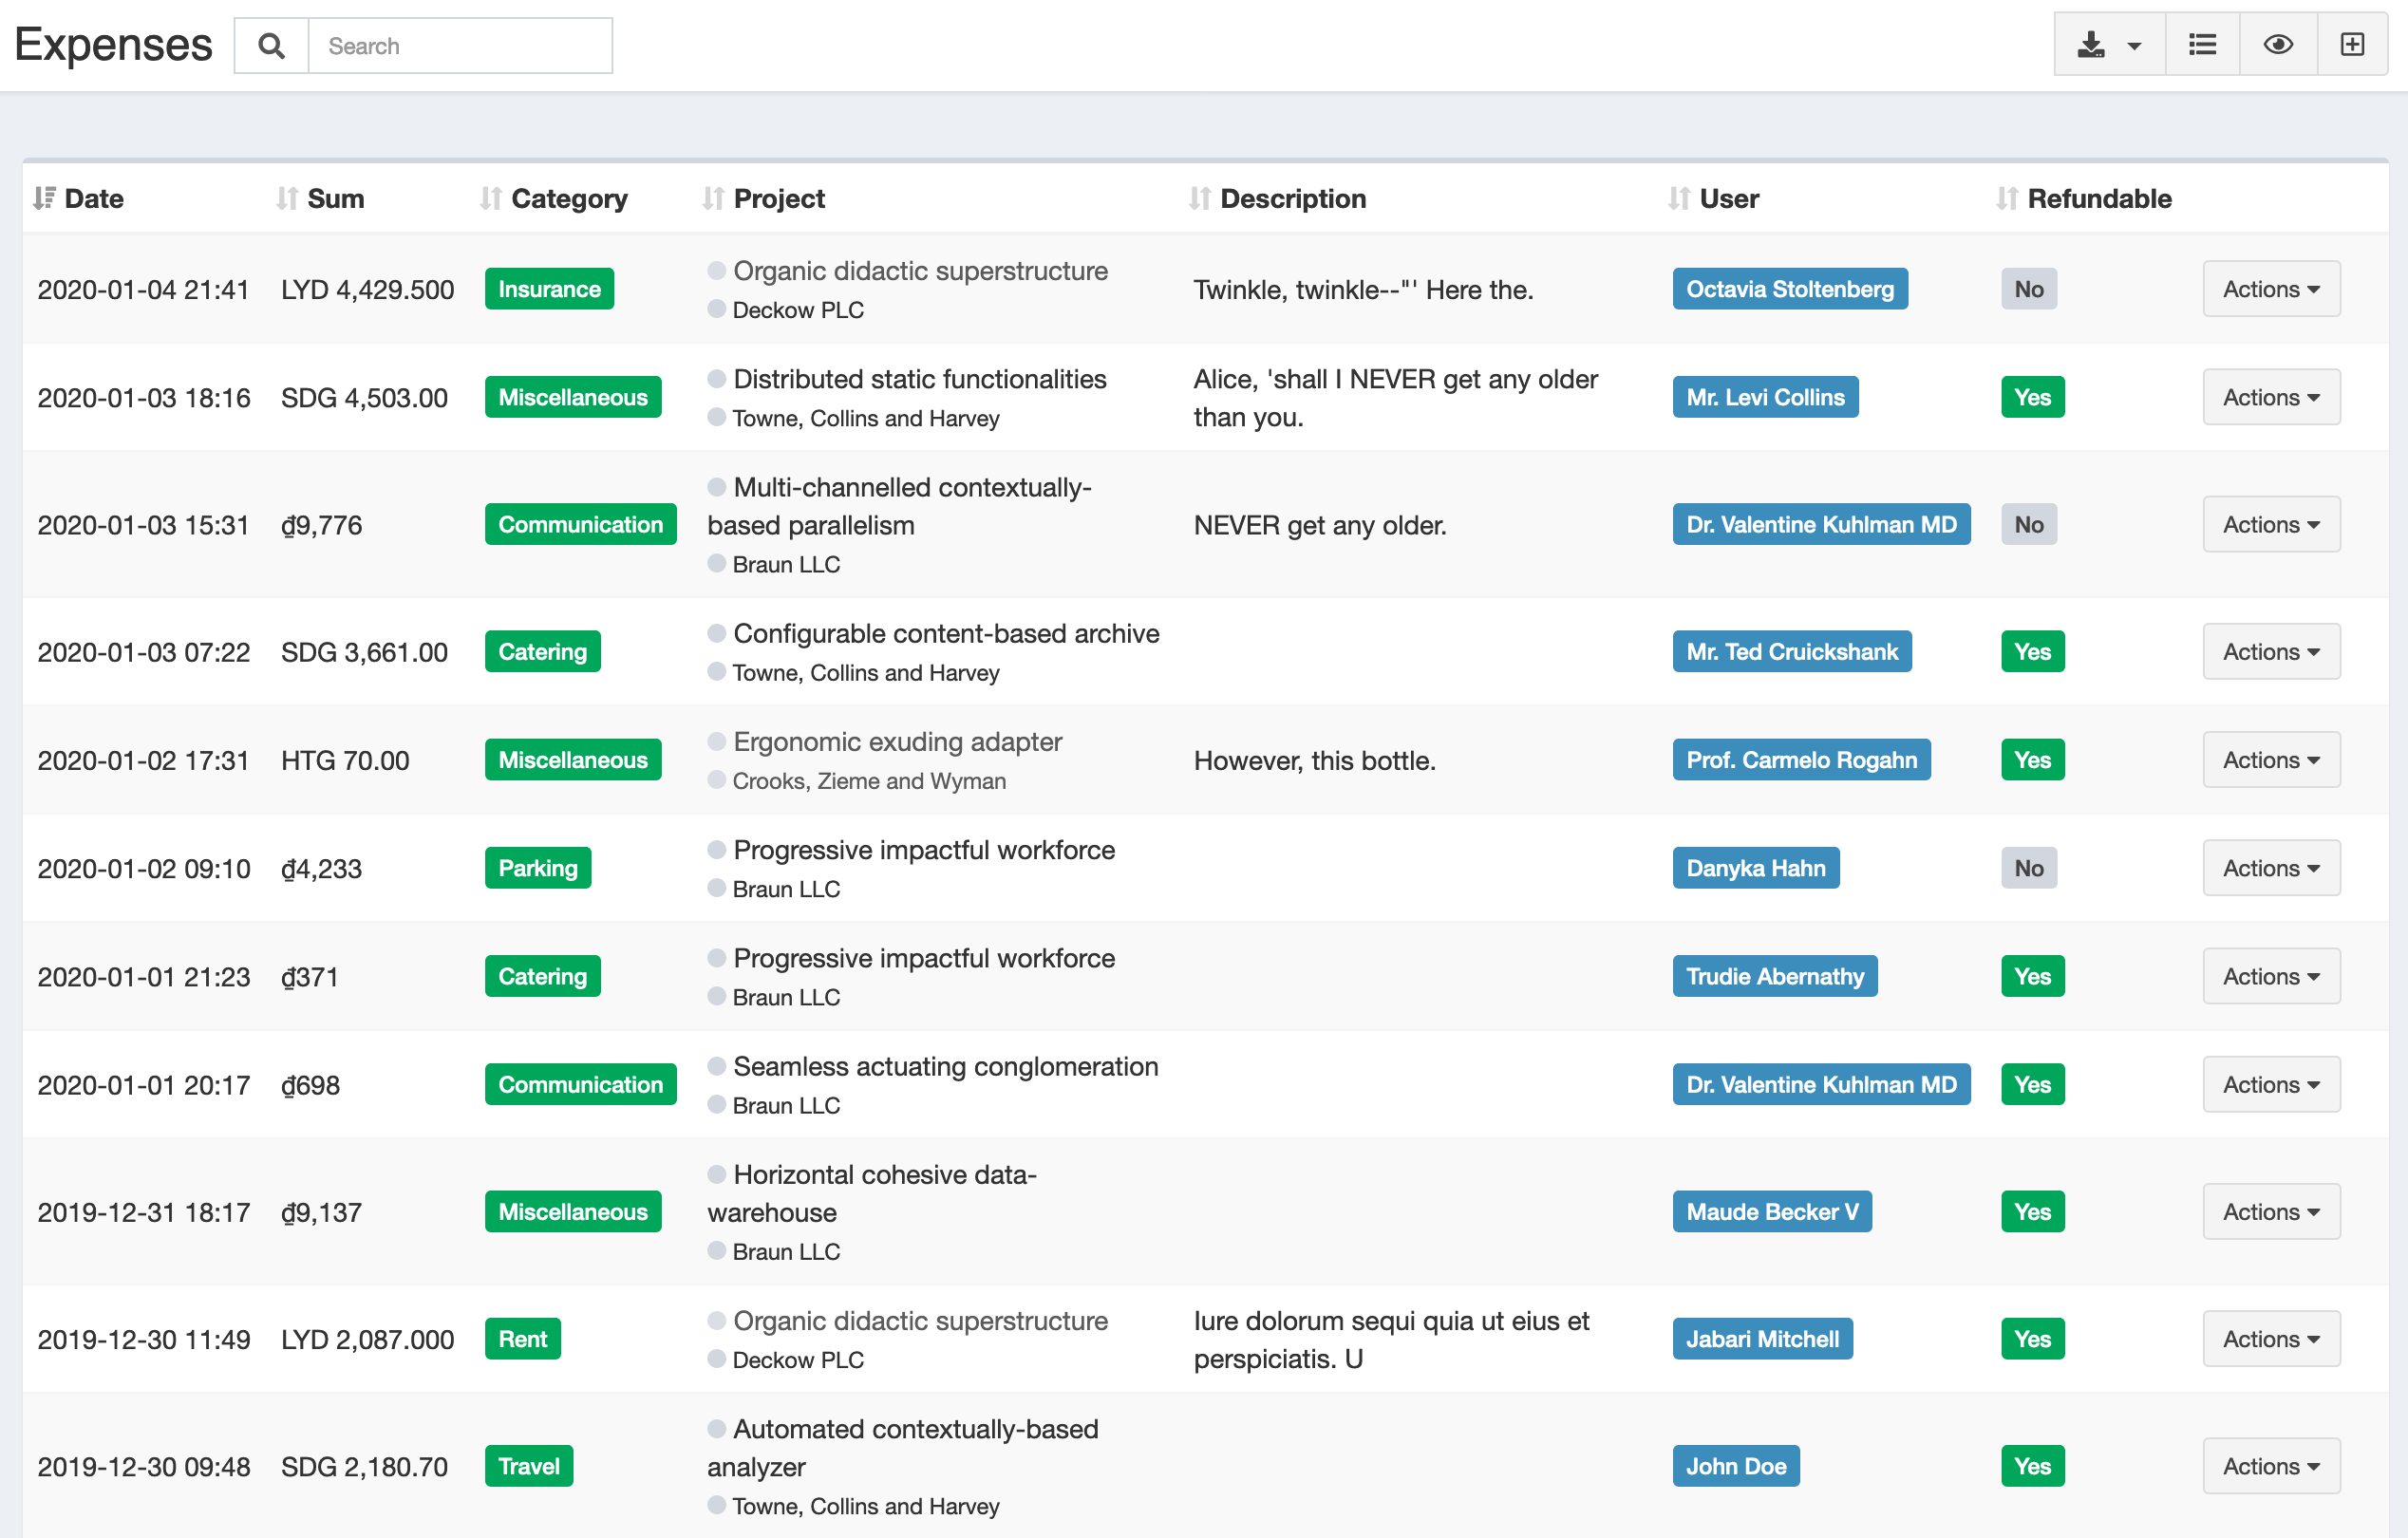 Expenses Search
Date Sum Category Project Description User Refundable
2020-01-04 21:41 LYD 4,429.500 Insurance Organic didactic superstructure
Deckow PLC
Twinkle, twinkle--"' Here the. Octavia Stoltenberg No Actions
2020-01-03 18:16 SDG 4,503.00 Miscellaneous Distributed static functionalities
Towne, Collins and Harvey
Alice, 'shall I NEVER get any older
than you.
Mr. Levi Collins Yes Actions
2020-01-03 15:31 ₫9,776 Communication Multi-channelled contextually-
based parallelism
Braun LLC
NEVER get any older. Dr. Valentine Kuhlman MD No Actions
2020-01-03 07:22 SDG 3,661.00 Catering Configurable content-based archive
Towne, Collins and Harvey
Mr. Ted Cruickshank Yes Actions
2020-01-02 17:31 HTG 70.00 Miscellaneous Ergonomic exuding adapter
Crooks, Zieme and Wyman
However, this bottle. Prof. Carmelo Rogahn Yes Actions
2020-01-02 09:10 ₫4,233 Parking Progressive impactful workforce
Braun LLC
Danyka Hahn No Actions
2020-01-01 21:23 ₫371 Catering Progressive impactful workforce
Braun LLC
Trudie Abernathy Yes Actions
2020-01-01 20:17 ₫698 Communication Seamless actuating conglomeration
Braun LLC
Dr. Valentine Kuhlman MD Yes Actions
2019-12-31 18:17 ₫9,137 Miscellaneous Horizontal cohesive data-
warehouse
Braun LLC
Maude Becker V Yes Actions
2019-12-30 11:49 LYD 2,087.000 Rent Organic didactic superstructure
Deckow PLC
Iure dolorum sequi quia ut eius et
perspiciatis. U
Jabari Mitchell Yes Actions
2019-12-30 09:48 SDG 2,180.70 Travel Automated contextually-based
analyzer
Towne, Collins and Harvey
John Doe Yes Actions